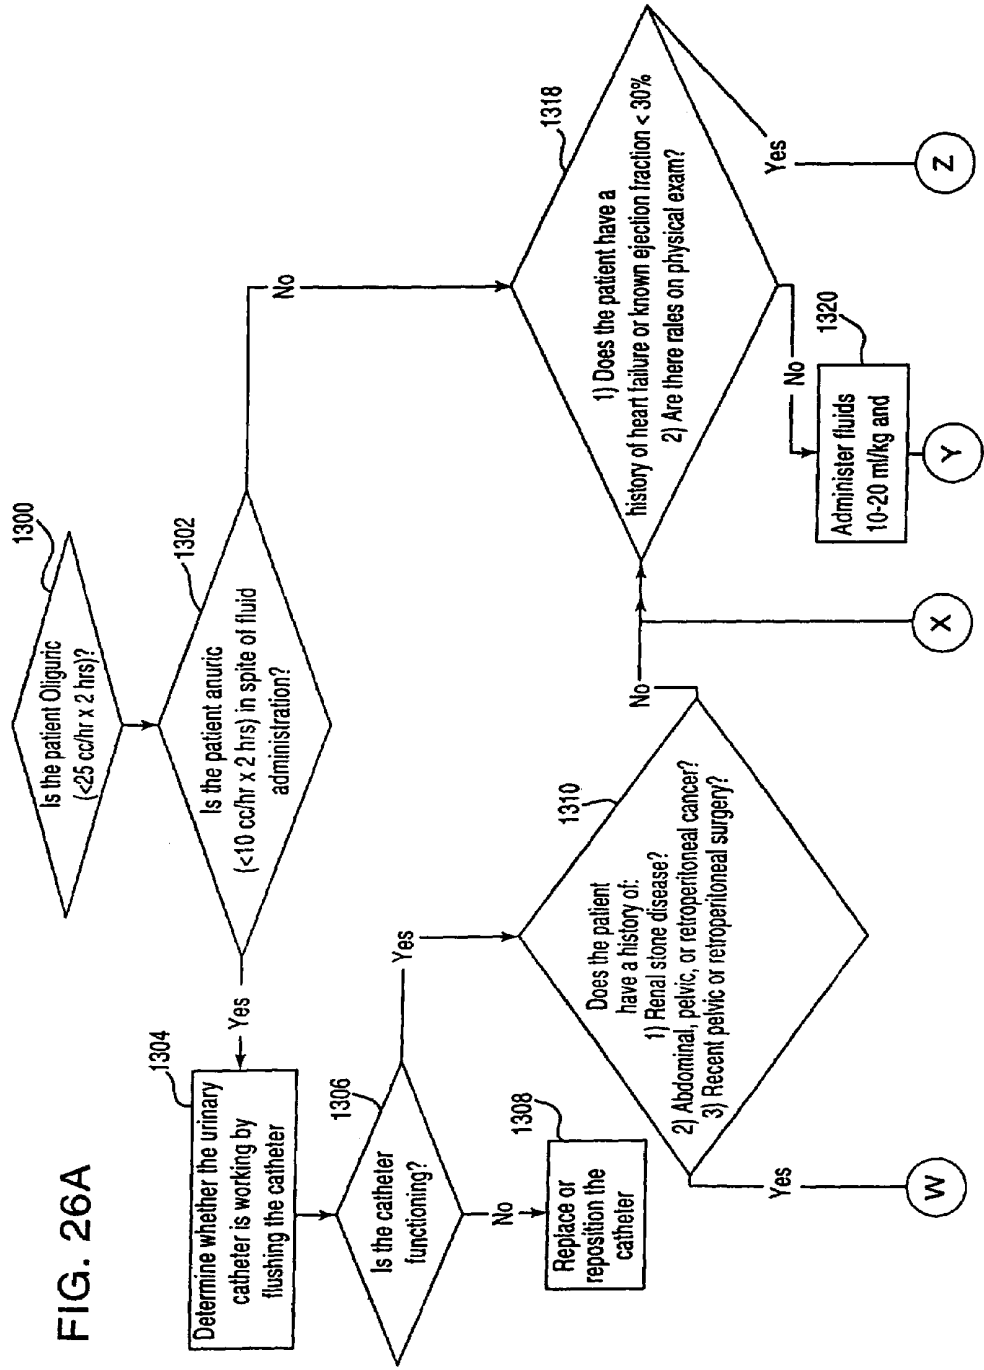 FIG. 26A
1300
Is the patient Oliguric
(<25 cc/hr x 2 hrs)?
1302
Is the patient anuric
(<10 cc/hr x 2 hrs) in spite of fluid
administration?
Yes
No
1304
Determine whether the urinary
catheter is working by
flushing the catheter
1306
Is the catheter
functioning?
Yes
No
1308
Replace or
reposition the
catheter
1310
Does the patient
have a history of:
1) Renal stone disease?
2) Abdominal, pelvic, or retroperitoneal cancer?
3) Recent pelvic or retroperitoneal surgery?
Yes
No
W
X
1318
1) Does the patient have a
history of heart failure or known ejection fraction < 30%
2) Are there rales on physical exam?
No
Yes
1320
Administer fluids
10-20 ml/kg and
Y
Z